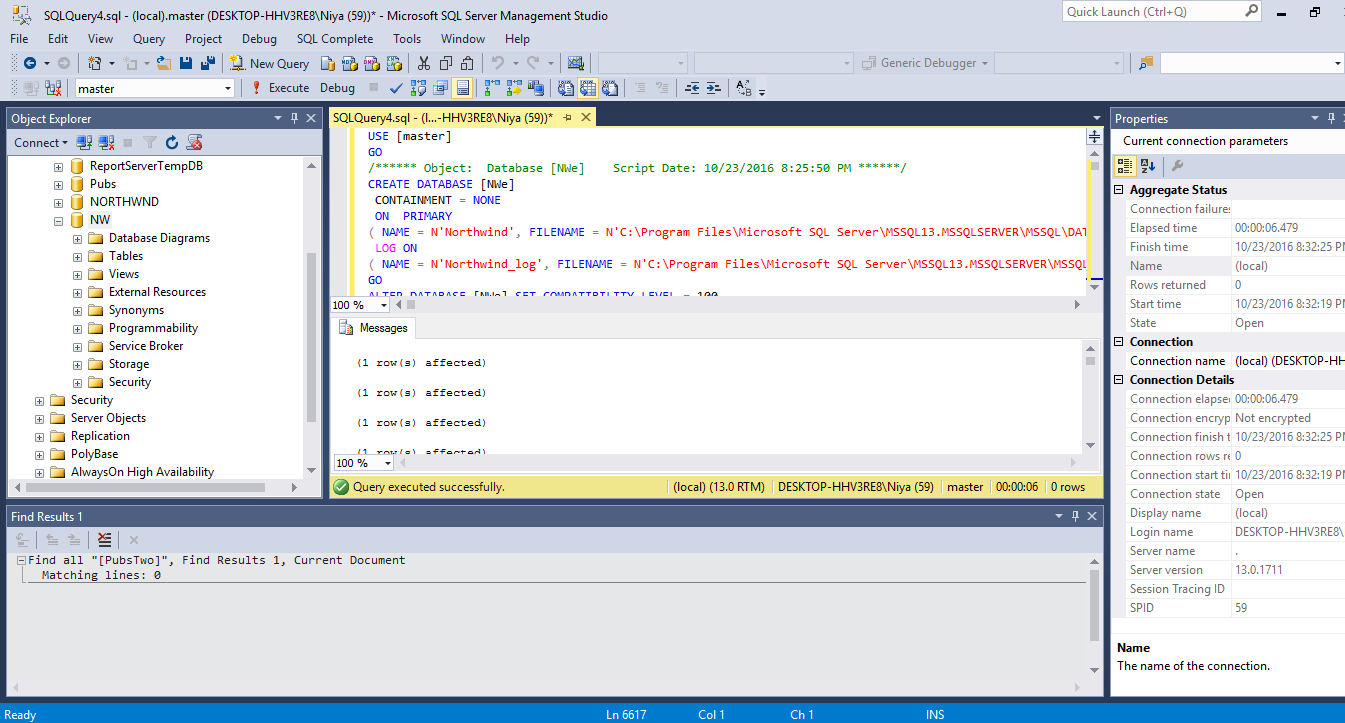 SQLQuery4.sql - (local).master (DESKTOP-HHV3RE8\Niya (59))* - Microsoft SQL Server Management Studio
Quick Launch (Ctrl+Q)
File Edit View Query Project Debug SQL Complete Tools Window Help
New Query
Generic Debugger
master
Execute Debug
Object Explorer
Connect
ReportServerTempDB
Pubs
NORTHWND
NW
Database Diagrams
Tables
Views
External Resources
Synonyms
Programmability
Service Broker
Storage
Security
Security
Server Objects
Replication
PolyBase
AlwaysOn High Availability
SQLQuery4.sql - (l...-HHV3RE8\Niya (59))*
USE [master]
GO
/****** Object:  Database [NWe]    Script Date: 10/23/2016 8:25:50 PM ******/
CREATE DATABASE [NWe]
CONTAINMENT = NONE
ON  PRIMARY
( NAME = N'Northwind', FILENAME = N'C:\Program Files\Microsoft SQL Server\MSSQL13.MSSQLSERVER\MSSQL\DAT
LOG ON
( NAME = N'Northwind_log', FILENAME = N'C:\Program Files\Microsoft SQL Server\MSSQL13.MSSQLSERVER\MSSQL
GO
ALTER DATABASE [NWe] SET COMPATIBILITY_LEVEL = 100
100 %
Messages
(1 row(s) affected)
(1 row(s) affected)
(1 row(s) affected)
(1 row(s) affected)
100 %
Query executed successfully.
(local) (13.0 RTM) DESKTOP-HHV3RE8\Niya (59) master 00:00:06 0 rows
Properties
Current connection parameters
Aggregate Status
Connection failures
Elapsed time 00:00:06.479
Finish time 10/23/2016 8:32:25 PM
Name (local)
Rows returned 0
Start time 10/23/2016 8:32:19 PM
State Open
Connection
Connection name (local) (DESKTOP-HH
Connection Details
Connection elapse 00:00:06.479
Connection encryp Not encrypted
Connection finish t 10/23/2016 8:32:25 PM
Connection rows re 0
Connection start tir 10/23/2016 8:32:19 PM
Connection state Open
Display name (local)
Login name DESKTOP-HHV3RE8\
Server name .
Server version 13.0.1711
Session Tracing ID
SPID 59
Name
The name of the connection.
Find Results 1
Find all "[PubsTwo]", Find Results 1, Current Document
Matching lines: 0
Ready Ln 6617 Col 1 Ch 1 INS